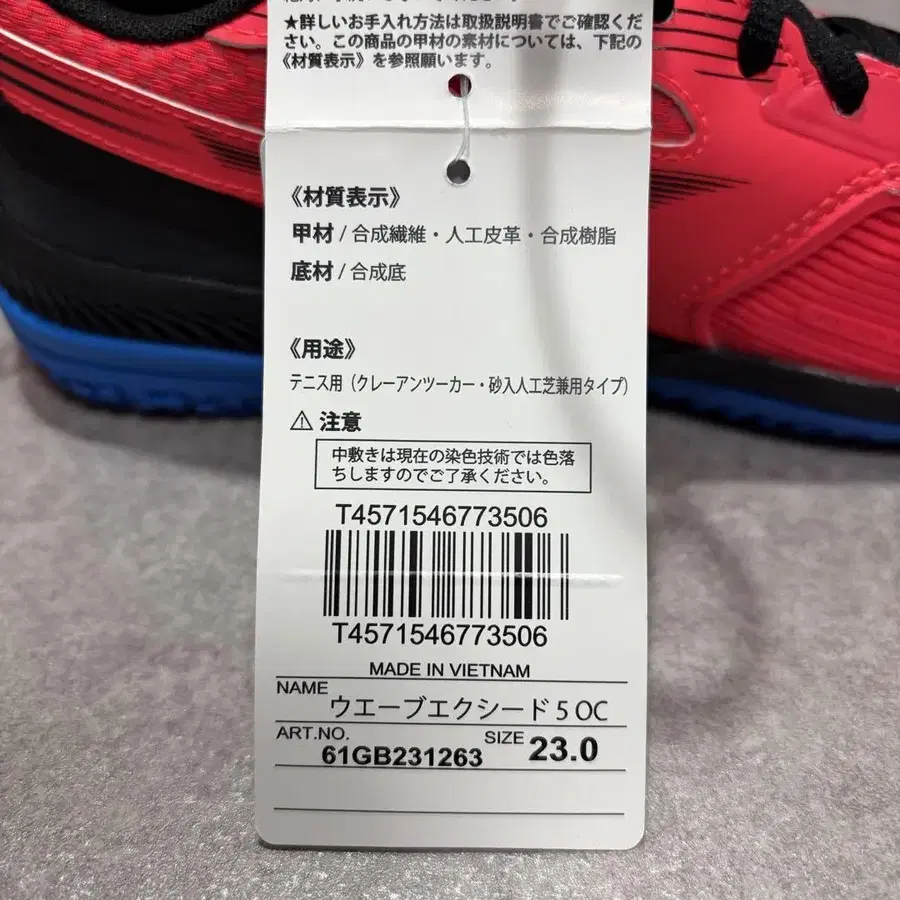 ★詳しいお手入れ方法は取扱説明書でご確認くだ
さい。この商品の甲材の素材については、下記の
《材質表示》を参照願います。
《材質表示》
甲材 / 合成繊維・人工皮革・合成樹脂
底材 / 合成底
《用途》
テニス用（クレーアンツーカー・砂入人工芝兼用タイプ）
⚠ 注意
中敷きは現在の染色技術では色落
ちしますのでご了承ください。
T4571546773506
T4571546773506
MADE IN VIETNAM
NAME
ウエーブエクシード 5 OC
ART.NO. SIZE
61GB231263 23.0